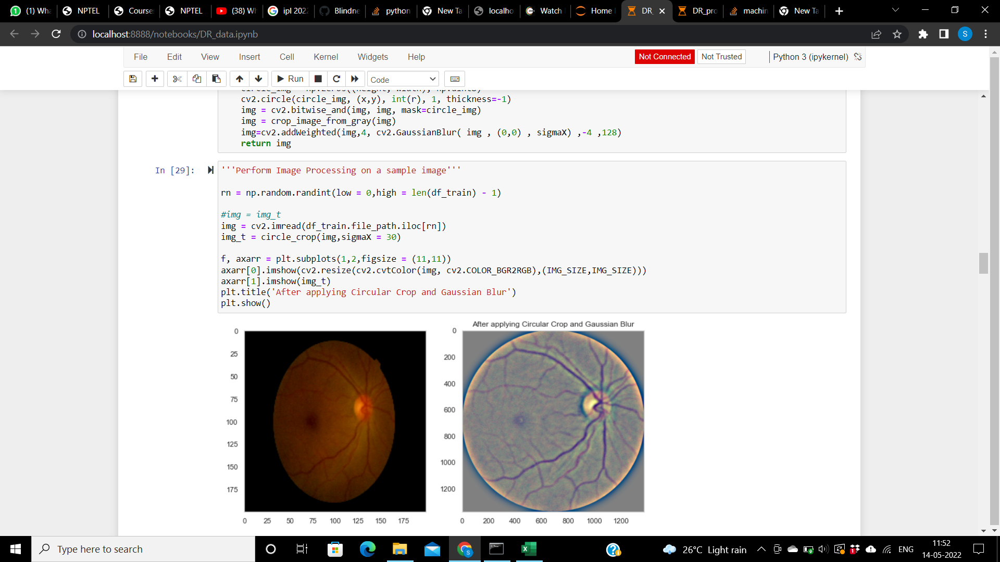 (1) Wha
NPTEL
Course
NPTEL
(38) Wh
ipl 202
Blindne
python
New Ta
localho
Watch
Home
DR_
DR_pro
machin
New Ta
localhost:8888/notebooks/DR_data.ipynb
S
File Edit View Insert Cell Kernel Widgets Help
Not Connected
Not Trusted
Python 3 (ipykernel)
Run
Code
cv2.circle(circle_img, (x,y), int(r), 1, thickness=-1)
img = cv2.bitwise_and(img, img, mask=circle_img)
img = crop_image_from_gray(img)
img=cv2.addWeighted(img,4, cv2.GaussianBlur( img , (0,0) , sigmaX) ,-4 ,128)
return img
In [29]:
'''Perform Image Processing on a sample image'''
rn = np.random.randint(low = 0,high = len(df_train) - 1)
#img = img_t
img = cv2.imread(df_train.file_path.iloc[rn])
img_t = circle_crop(img,sigmaX = 30)
f, axarr = plt.subplots(1,2,figsize = (11,11))
axarr[0].imshow(cv2.resize(cv2.cvtColor(img, cv2.COLOR_BGR2RGB),(IMG_SIZE,IMG_SIZE)))
axarr[1].imshow(img_t)
plt.title('After applying Circular Crop and Gaussian Blur')
plt.show()
0
25
50
75
100
125
150
175
0 25 50 75 100 125 150 175
After applying Circular Crop and Gaussian Blur
0
200
400
600
800
1000
1200
0 200 400 600 800 1000 1200
Type here to search
26°C Light rain
ENG
11:52
14-05-2022